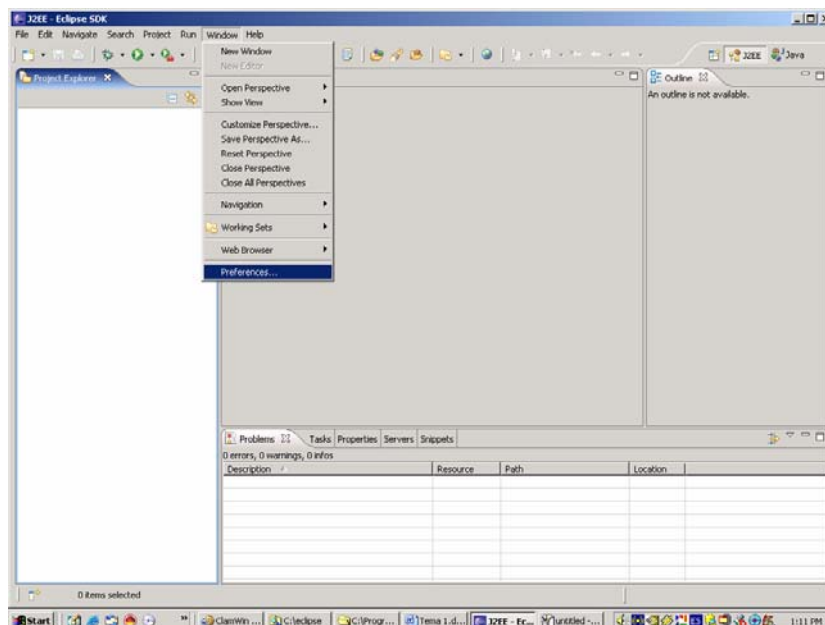 J2EE - Eclipse SDK
File Edit Navigate Search Project Run Window Help
J2EE Java
Project Explorer
New Window
New Editor
Open Perspective
Show View
Customize Perspective...
Save Perspective As...
Reset Perspective
Close Perspective
Close All Perspectives
Navigation
Working Sets
Web Browser
Preferences...
Outline
An outline is not available.
Problems Tasks Properties Servers Snippets
0 errors, 0 warnings, 0 infos
Description Resource Path Location
0 items selected
Start ClamWin ... C:\eclipse C:\Progr... Tema 1.d... J2EE - Ec... untitled -... 1:11 PM